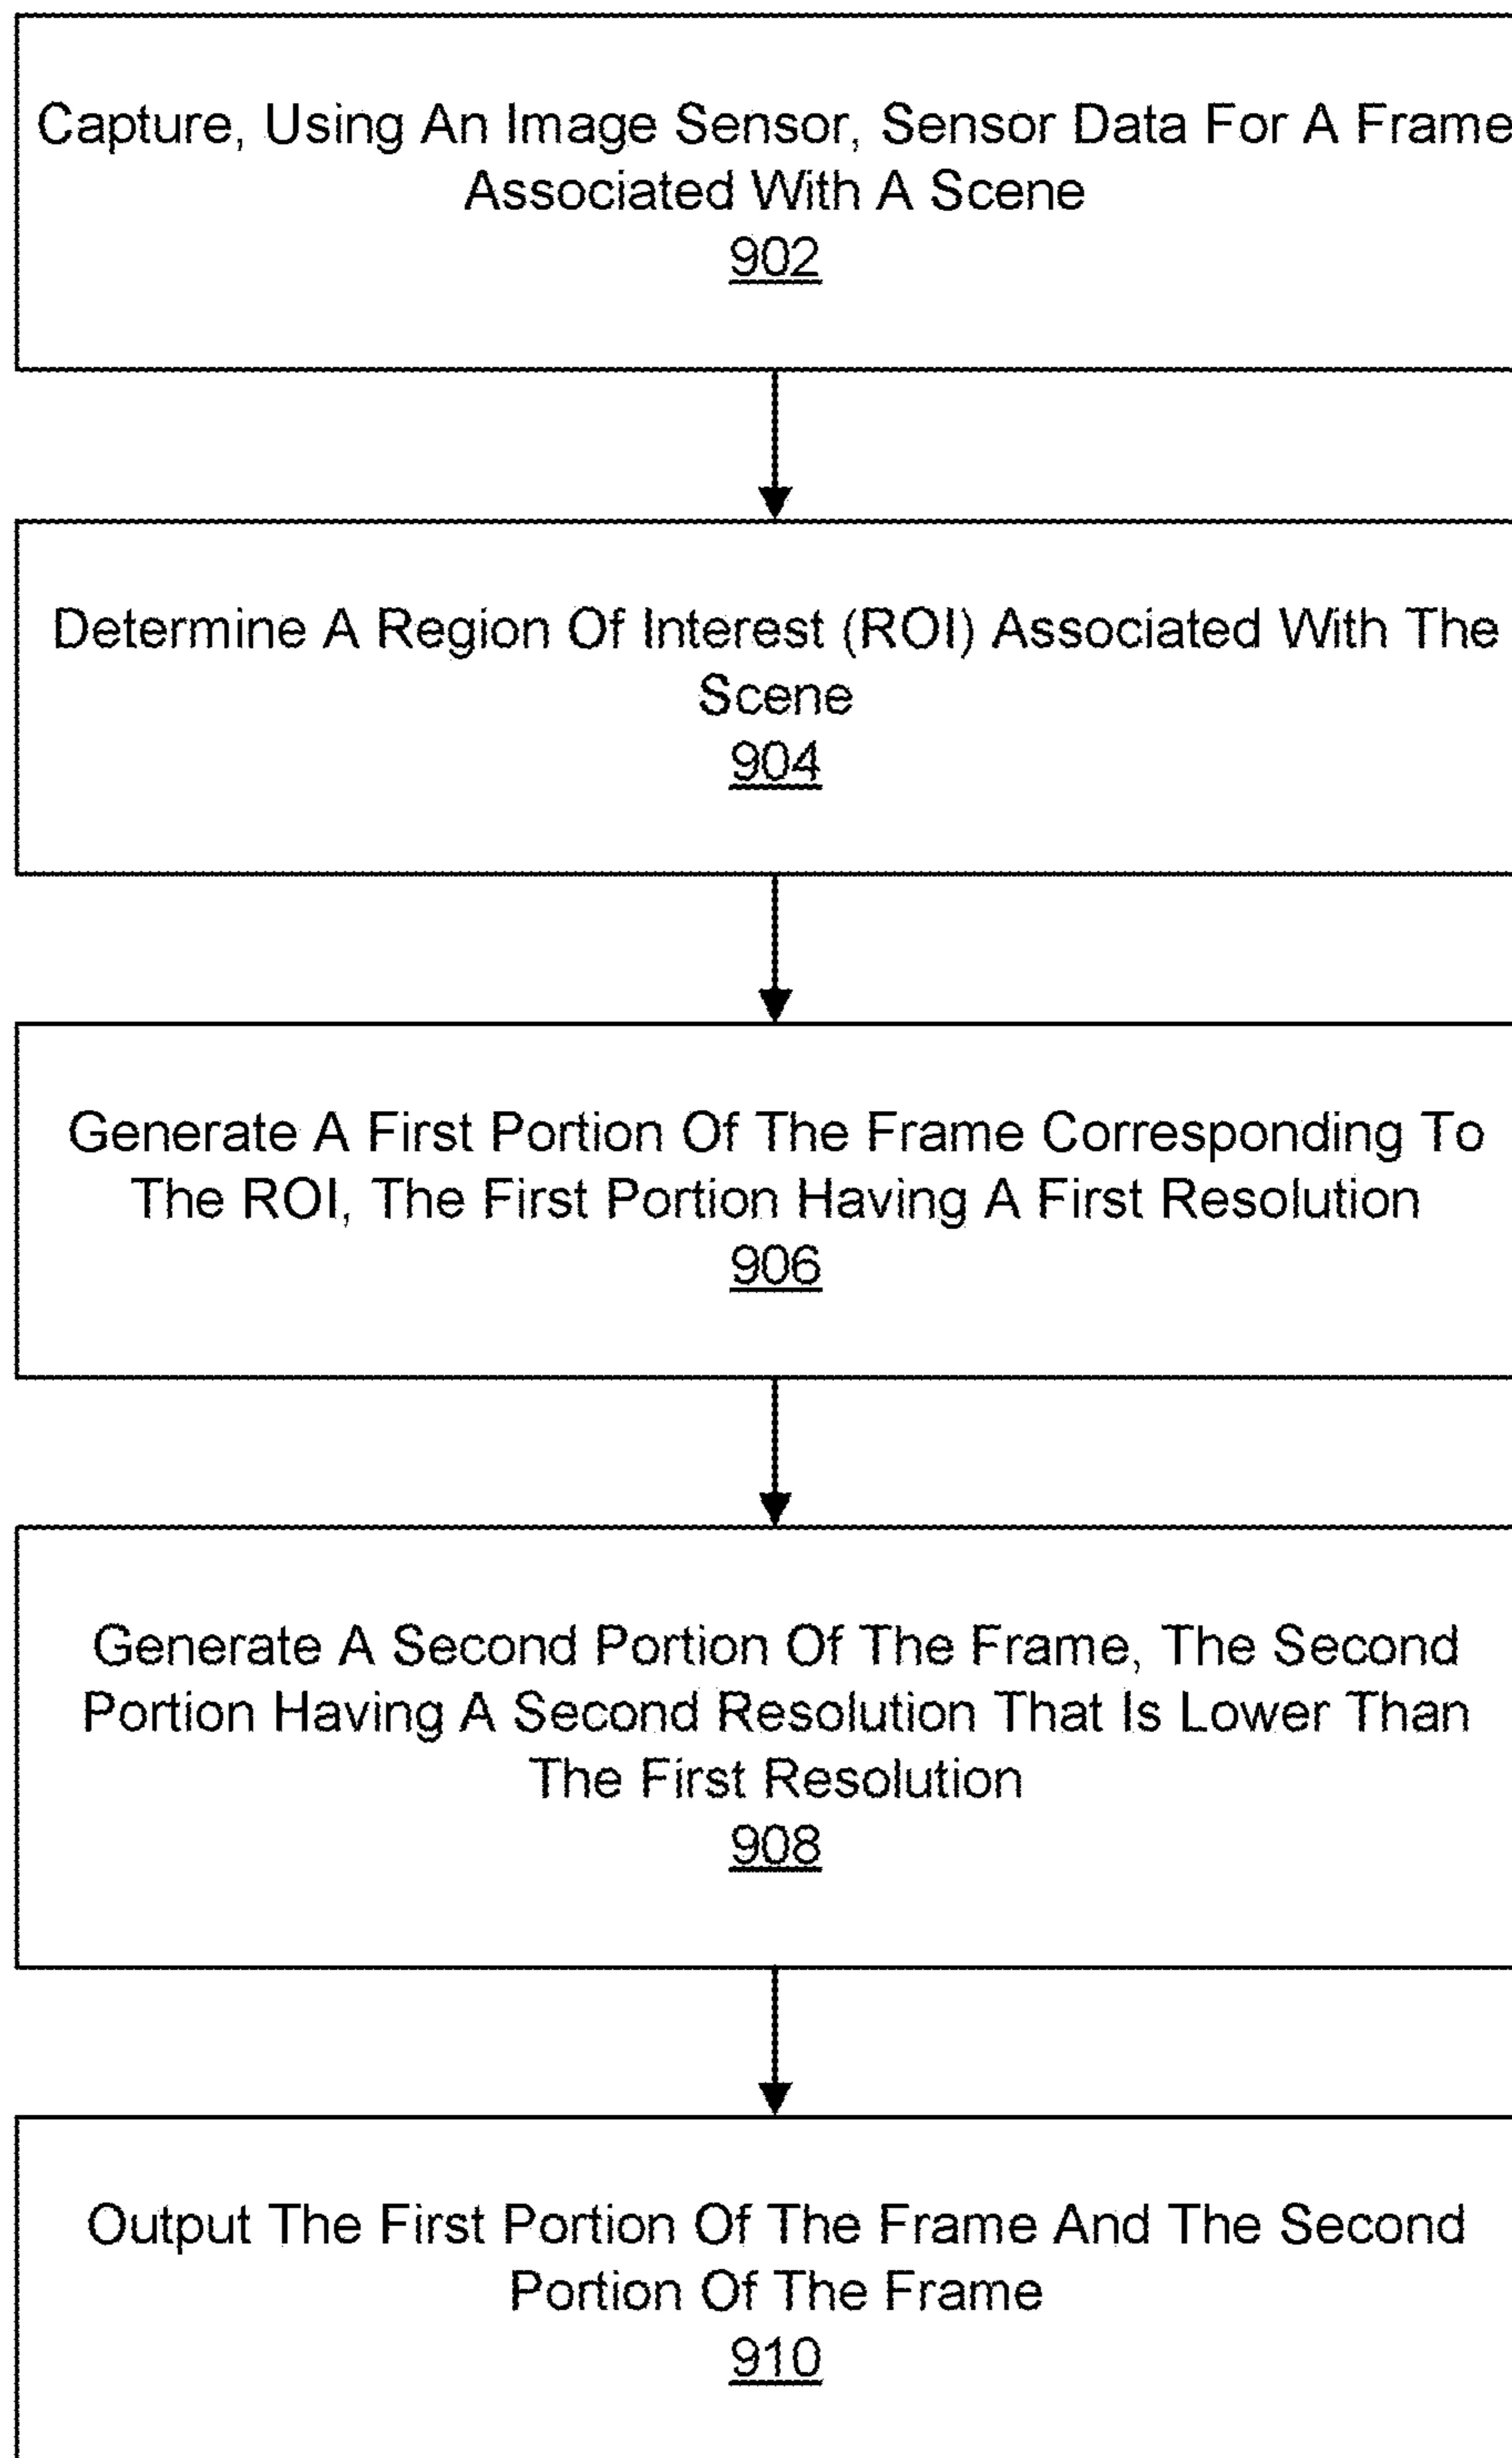 Capture, Using An Image Sensor, Sensor Data For A Frame
Associated With A Scene
902
Determine A Region Of Interest (ROI) Associated With The
Scene
904
Generate A First Portion Of The Frame Corresponding To
The ROI, The First Portion Having A First Resolution
906
Generate A Second Portion Of The Frame, The Second
Portion Having A Second Resolution That Is Lower Than
The First Resolution
908
Output The First Portion Of The Frame And The Second
Portion Of The Frame
910